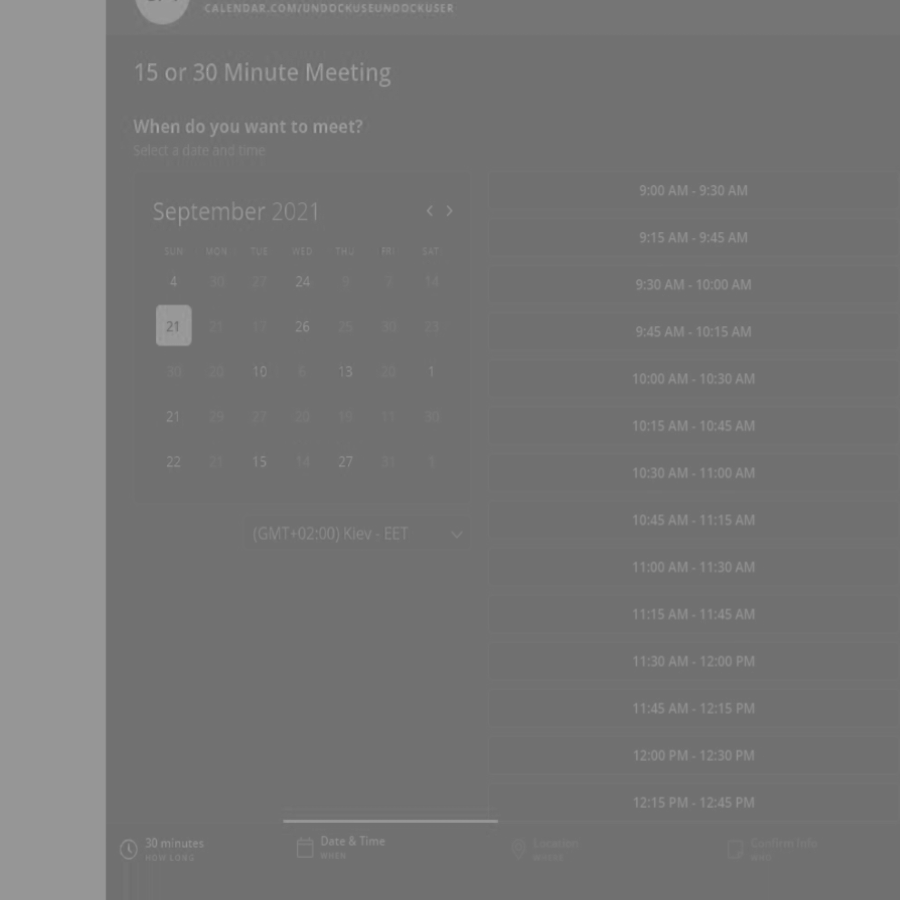 CALENDAR.COM/UNDOCKUSEUNDOCKUSER
15 or 30 Minute Meeting
When do you want to meet?
Select a date and time
September 2021
SUN MON TUE WED THU FRI SAT
4 30 27 24 9 7 14
21 21 17 26 25 30 23
30 20 10 6 13 20 1
21 29 27 20 19 11 30
22 21 15 14 27 31
(GMT+02:00) Kiev - EET
9:00 AM - 9:30 AM
9:15 AM - 9:45 AM
9:30 AM - 10:00 AM
9:45 AM - 10:15 AM
10:00 AM - 10:30 AM
10:15 AM - 10:45 AM
10:30 AM - 11:00 AM
10:45 AM - 11:15 AM
11:00 AM - 11:30 AM
11:15 AM - 11:45 AM
11:30 AM - 12:00 PM
11:45 AM - 12:15 PM
12:00 PM - 12:30 PM
12:15 PM - 12:45 PM
30 minutes
HOW LONG
Date & Time
WHEN
Location
WHERE
Confirm Info